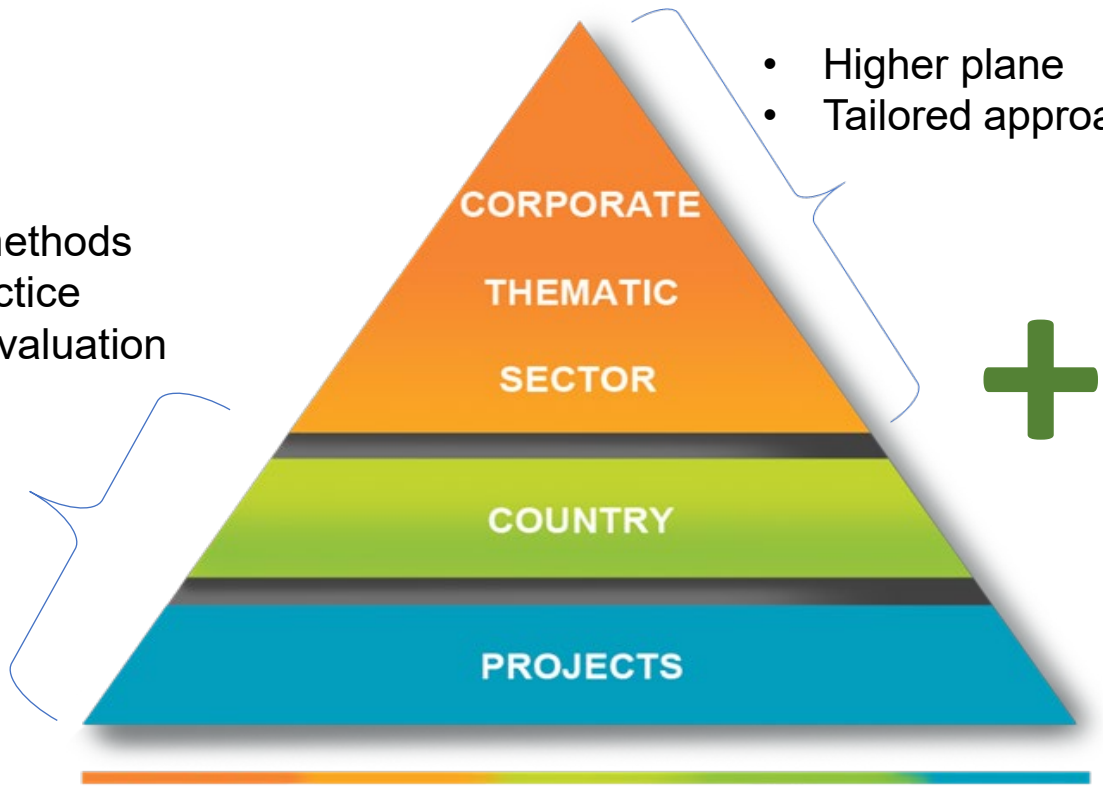 • Higher plane
• Tailored approa
ethods
ctice
valuation
CORPORATE
THEMATIC
SECTOR
COUNTRY
PROJECTS